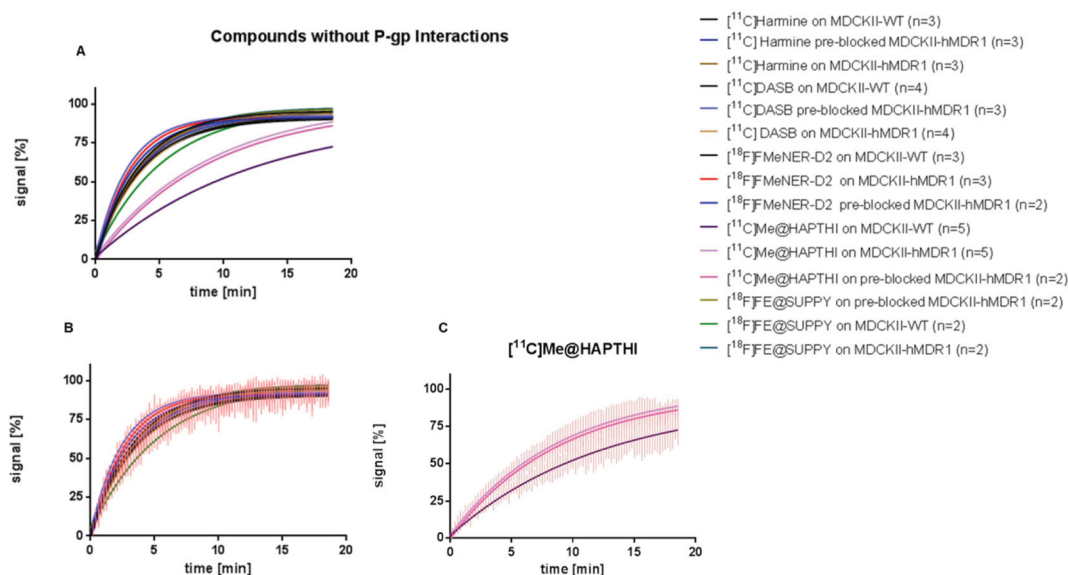 Compounds without P-gp Interactions
A
100
75
50
25
0
signal [%]
0 5 10 15 20
time [min]
[11C]Harmine on MDCKII-WT (n=3)
[11C] Harmine pre-blocked MDCKII-hMDR1 (n=3)
[11C]Harmine on MDCKII-hMDR1 (n=3)
[11C]DASB on MDCKII-WT (n=4)
[11C]DASB pre-blocked MDCKII-hMDR1 (n=3)
[11C] DASB on MDCKII-hMDR1 (n=4)
[18F]FMeNER-D2 on MDCKII-WT (n=3)
[18F]FMeNER-D2 on MDCKII-hMDR1 (n=3)
[18F]FMeNER-D2 pre-blocked MDCKII-hMDR1 (n=2)
[11C]Me@HAPTHI on MDCKII-WT (n=5)
[11C]Me@HAPTHI on MDCKII-hMDR1 (n=5)
[11C]Me@HAPTHI on pre-blocked MDCKII-hMDR1 (n=2)
[18F]FE@SUPPY on pre-blocked MDCKII-hMDR1 (n=2)
[18F]FE@SUPPY on MDCKII-WT (n=2)
[18F]FE@SUPPY on MDCKII-hMDR1 (n=2)
B
100
75
50
25
0
signal [%]
0 5 10 15 20
time [min]
C
[11C]Me@HAPTHI
100
75
50
25
0
signal [%]
0 5 10 15 20
time [min]